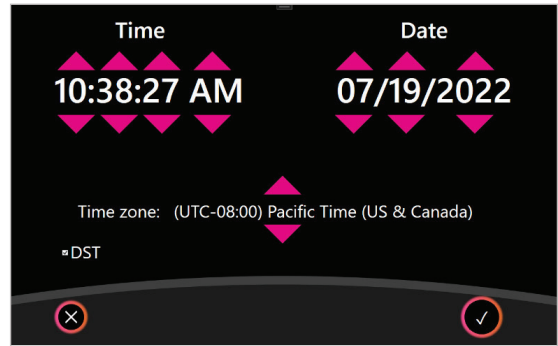 Time
Date
10:38:27 AM
07/19/2022
Time zone: (UTC-08:00) Pacific Time (US & Canada)
DST